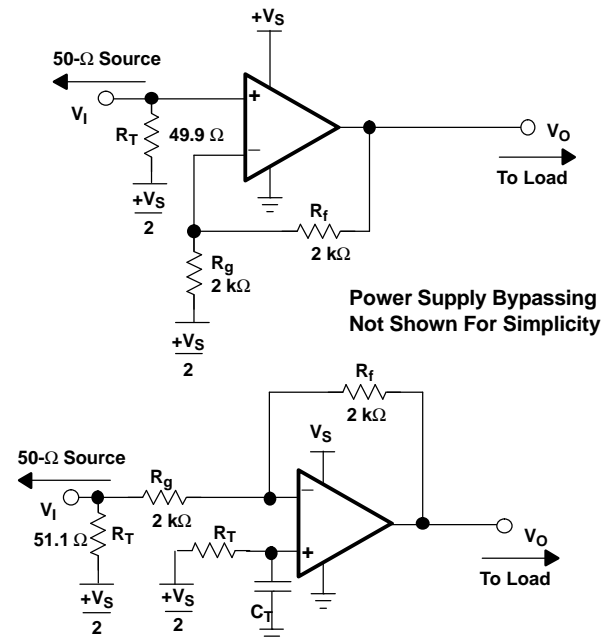 +VS
50-Ω Source
VI
RT
49.9 Ω
+VS
2
+
−
VO
To Load
Rf
2 kΩ
Rg
2 kΩ
+VS
2
Power Supply Bypassing
Not Shown For Simplicity
Rf
2 kΩ
VS
50-Ω Source
VI
Rg
2 kΩ
51.1 Ω
RT
+VS
2
RT
+VS
2
CT
−
+
VO
To Load